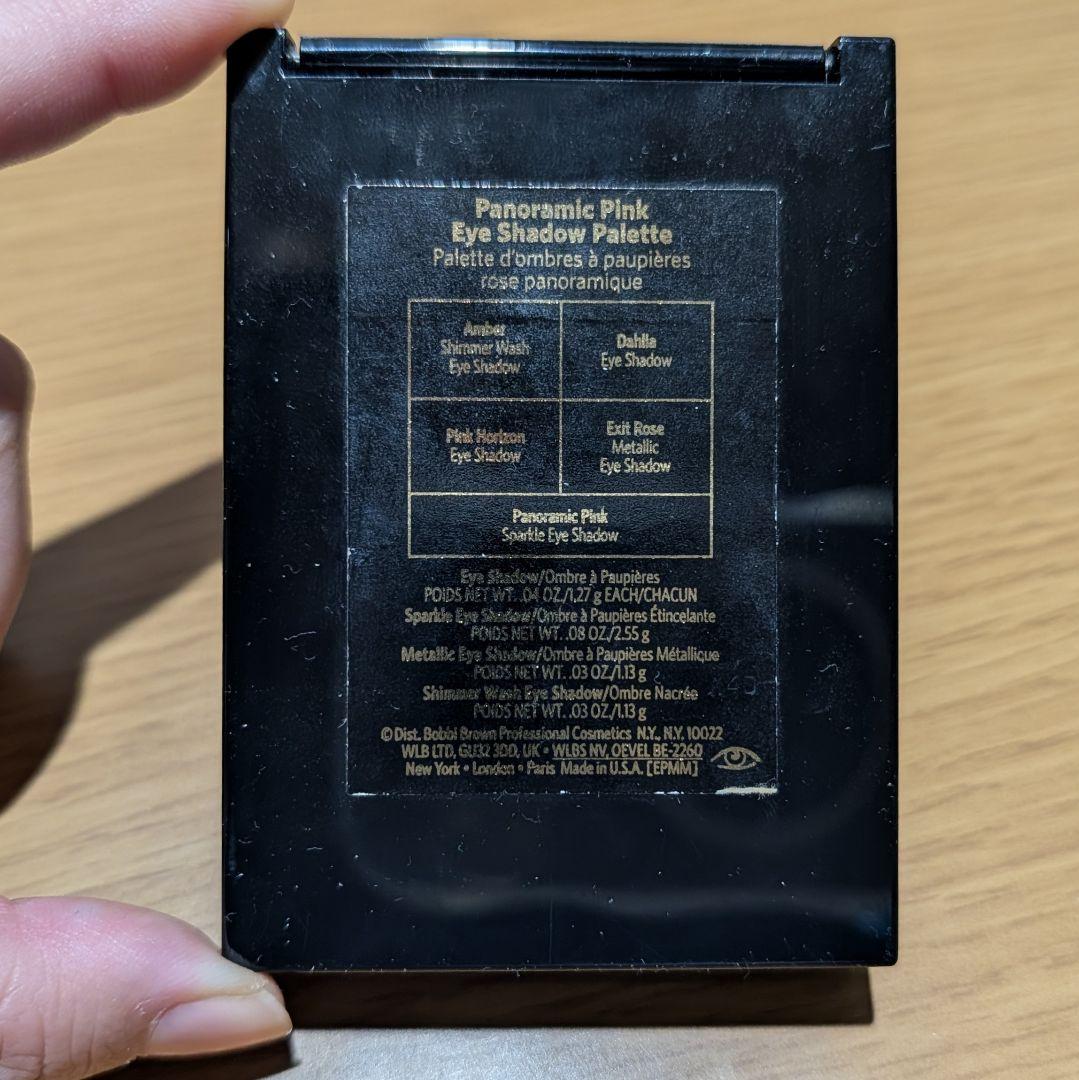 Panoramic Pink
Eye Shadow Palette
Palette d'ombres à paupières
rose panoramique
Amber
Shimmer Wash
Eye Shadow
Dahlia
Eye Shadow
Pink Horizon
Eye Shadow
Exit Rose
Metallic
Eye Shadow
Panoramic Pink
Sparkle Eye Shadow
Eye Shadow/Ombre à Paupières
POIDS NET WT. .04 OZ./1.27 g EACH/CHACUN
Sparkle Eye Shadow/Ombre à Paupières Étincelante
POIDS NET WT. .08 OZ./2.55 g
Metallic Eye Shadow/Ombre à Paupières Métallique
POIDS NET WT. .03 OZ./1.13 g
Shimmer Wash Eye Shadow/Ombre Nacrée
POIDS NET WT. .03 OZ./1.13 g
© Dist. Bobbi Brown Professional Cosmetics N.Y., N.Y. 10022
WLB LTD, GU32 3DD, UK • WLBS NV, OEVEL BE-2260
New York • London • Paris Made in U.S.A. [EPMM]